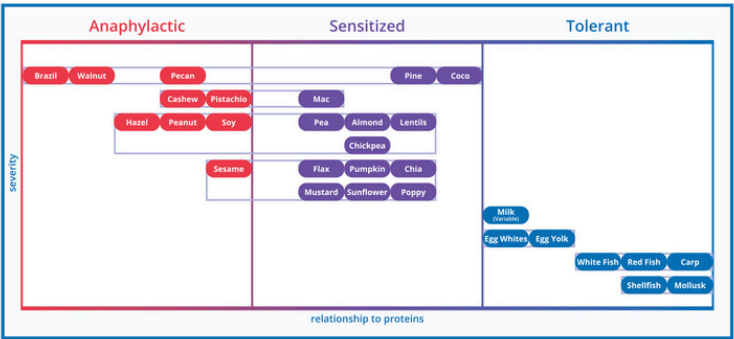 Anaphylactic Sensitized Tolerant
Brazil Walnut Pecan Pine Coco
Cashew Pistachio Mac
Hazel Peanut Soy Pea Almond Lentils
Chickpea
Sesame Flax Pumpkin Chia
Mustard Sunflower Poppy
Milk
(Variable)
Egg Whites Egg Yolk
White Fish Red Fish Carp
Shellfish Mollusk
severity
relationship to proteins